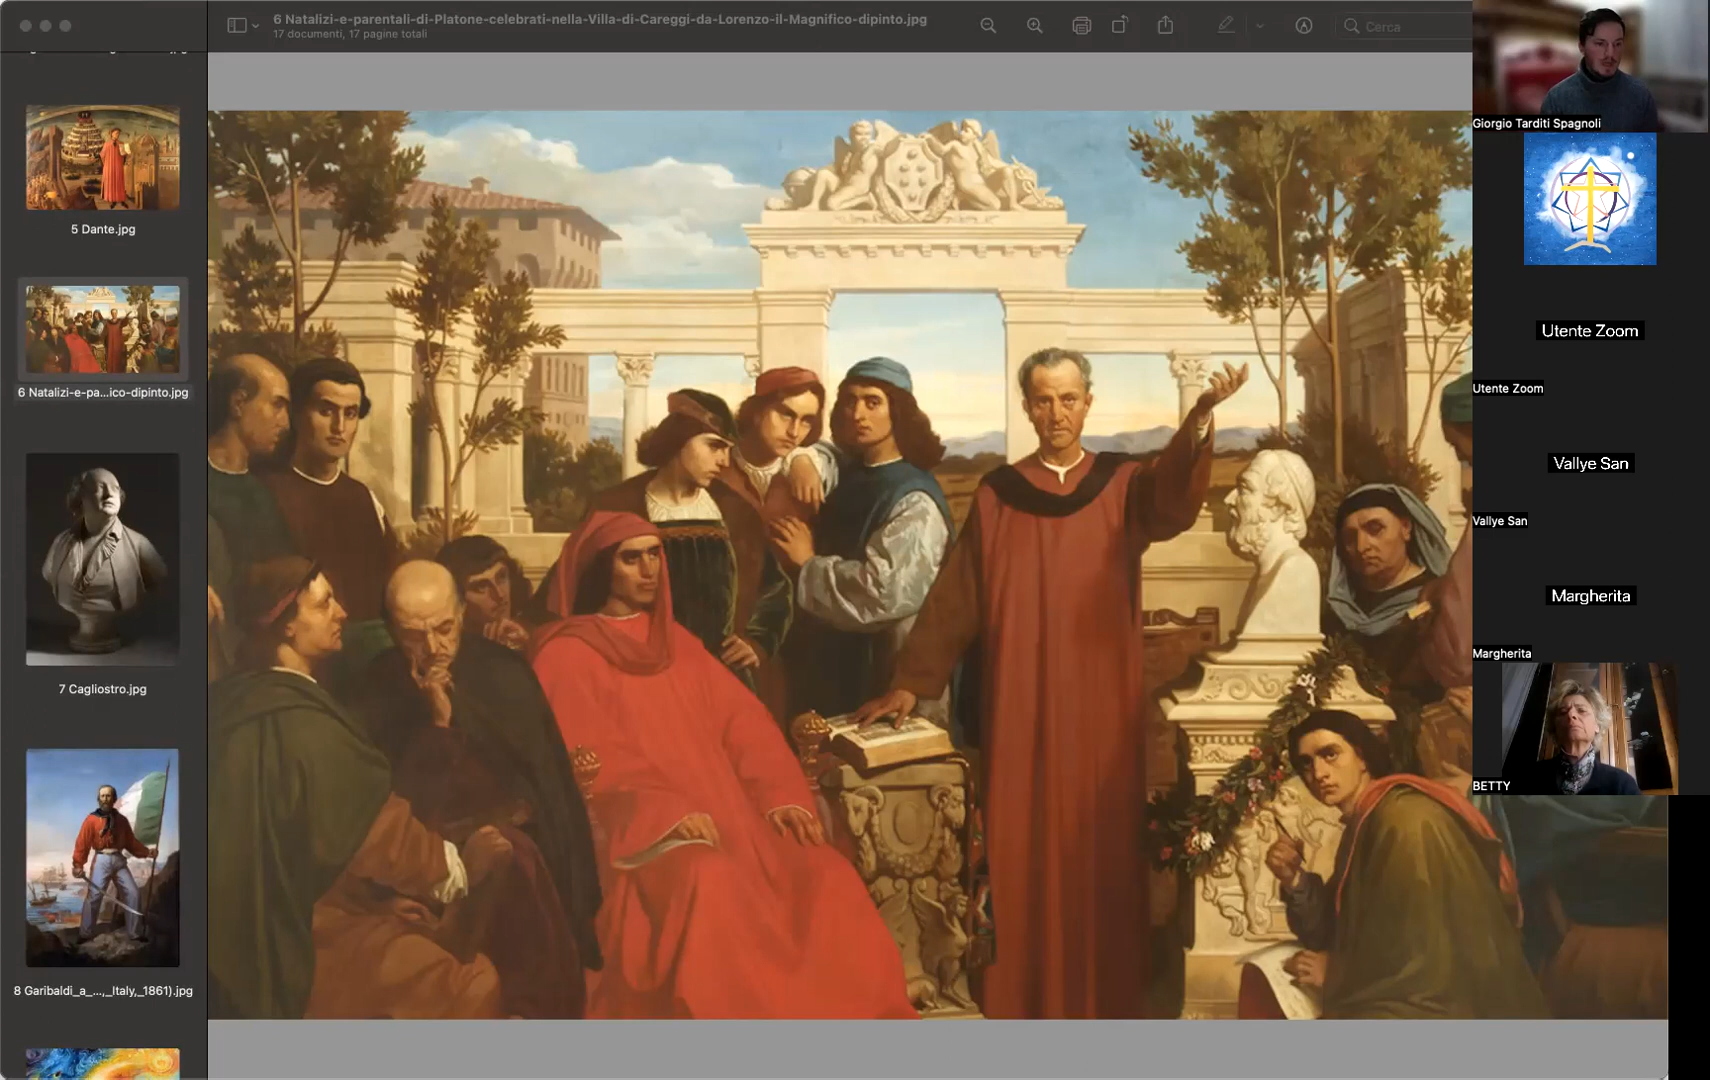 6 Natalizi-e-parentali-di-Platone-celebrati-nella-Villa-di-Careggi-da-Lorenzo-il-Magnifico-dipinto.jpg
17 documenti, 17 pagine totali
Cerca
5 Dante.jpg
6 Natalizi-e-pa...ico-dipinto.jpg
7 Cagliostro.jpg
8 Garibaldi_a_...,_Italy,_1861).jpg
Giorgio Tarditi Spagnoli
Utente Zoom
Utente Zoom
Vallye San
Vallye San
Margherita
Margherita
BETTY